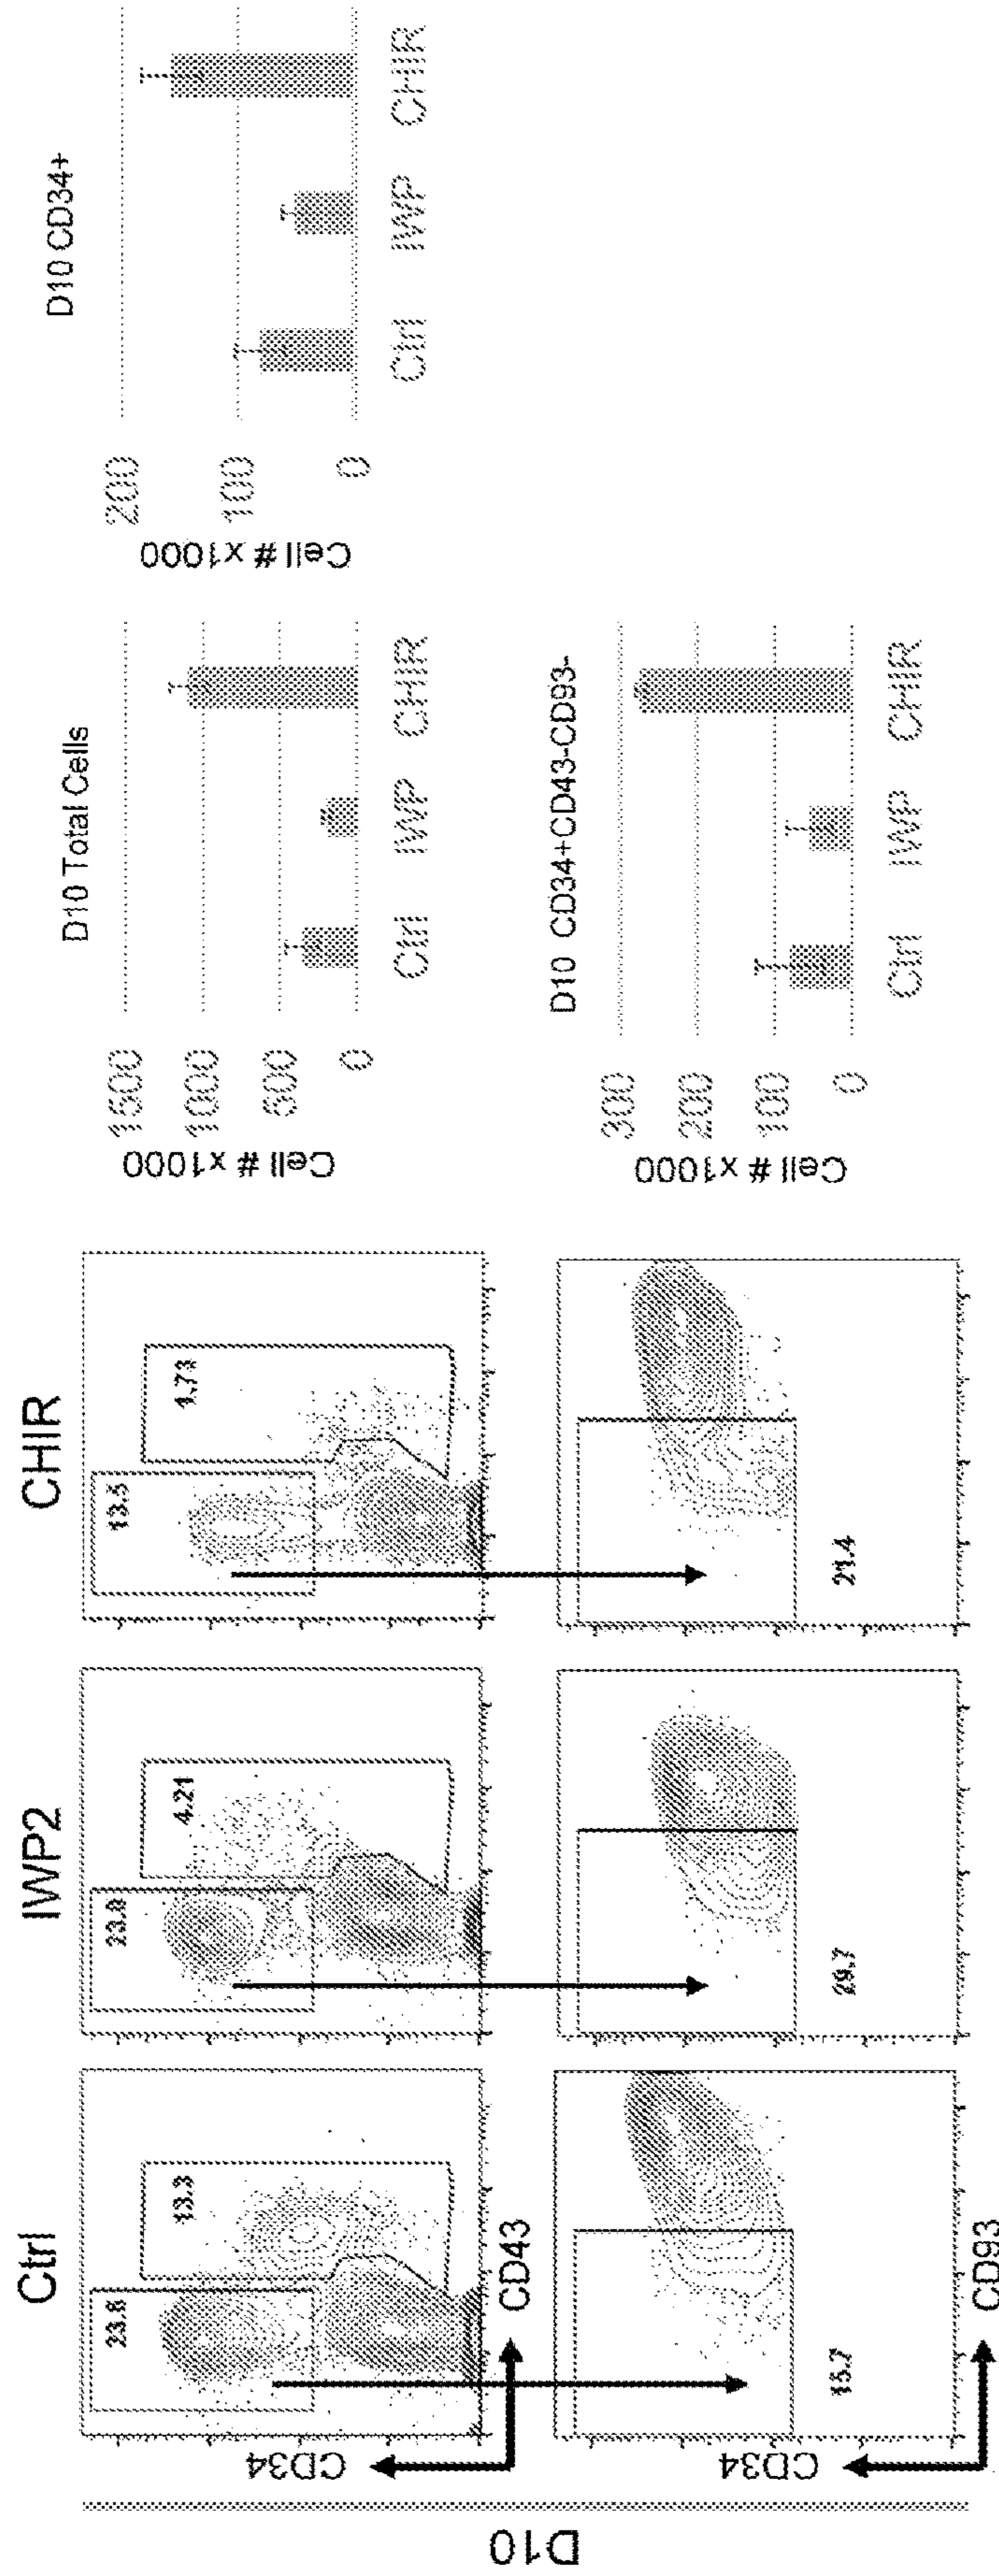 Ctrl
IWP2
CHIR
D10
CD34
23.8
13.3
23.9
4.21
13.5
1.73
CD43
CD34
15.7
29.7
21.4
CD93
D10 Total Cells
Cell # x1000
1500
1000
500
0
Ctrl
IWP
CHIR
D10 CD34+
Cell # x1000
200
100
0
Ctrl
IWP
CHIR
D10 CD34+CD43-CD93-
Cell # x1000
300
200
100
0
Ctrl
IWP
CHIR